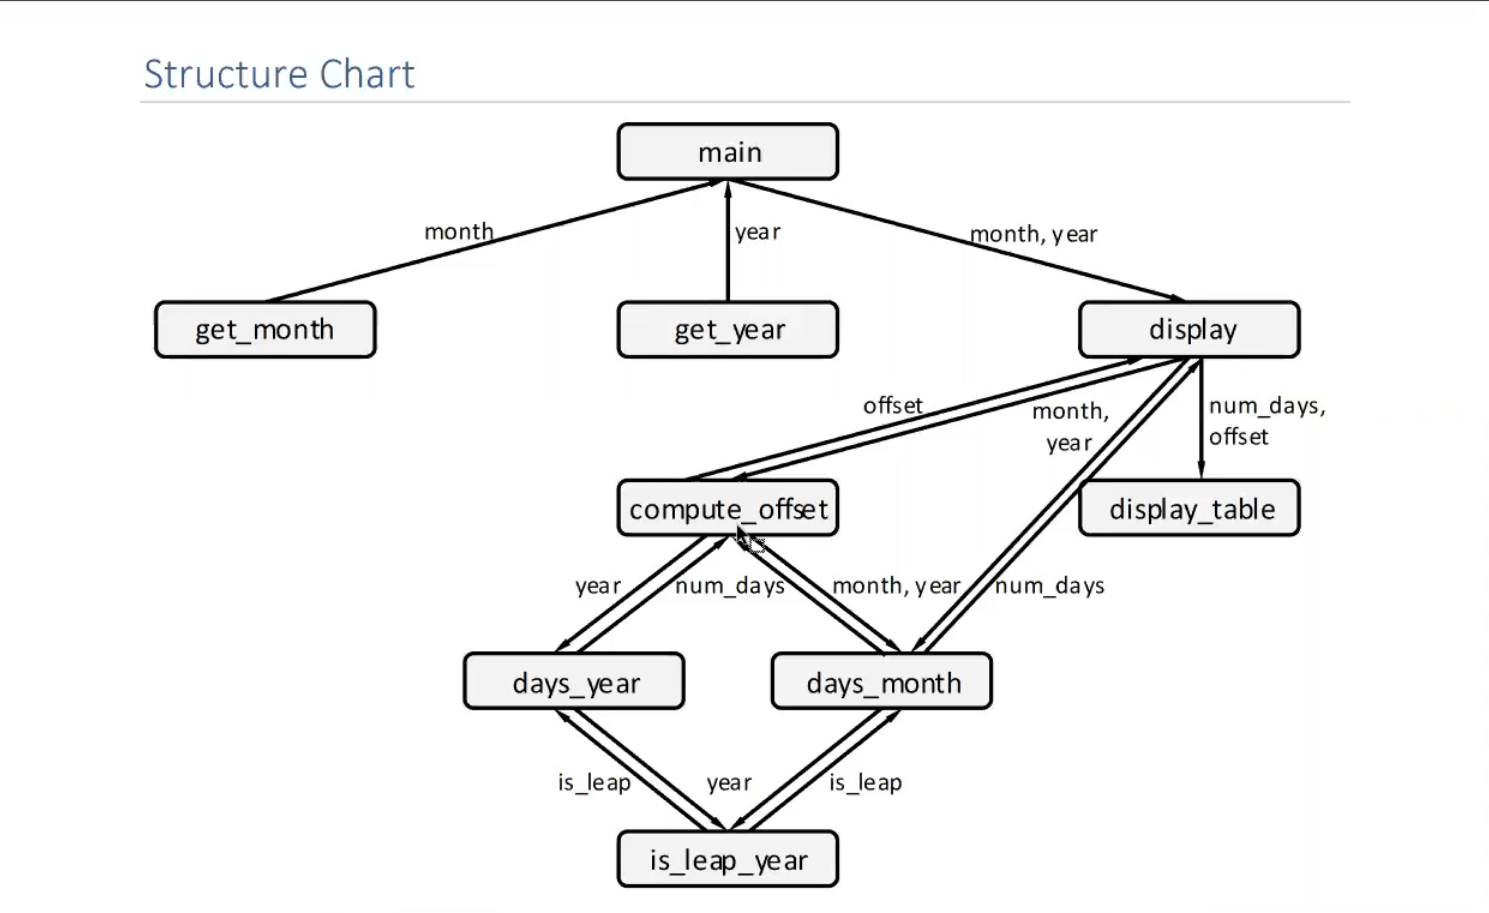 Structure Chart
main
month
year
month, year
get_month
get_year
display
offset
month,
year
num_days,
offset
compute_offset
display_table
year
num_days
month, year
num_days
days_year
days_month
is_leap
year
is_leap
is_leap_year